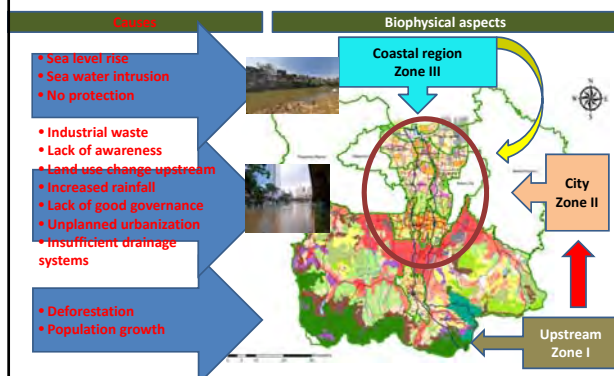 Causes
Biophysical aspects
• Sea level rise
• Sea water intrusion
• No protection
• Industrial waste
• Lack of awareness
• Land use change upstream
• Increased rainfall
• Lack of good governance
• Unplanned urbanization
• Insufficient drainage
systems
• Deforestation
• Population growth
Coastal region
Zone III
City
Zone II
Upstream
Zone I
N
S